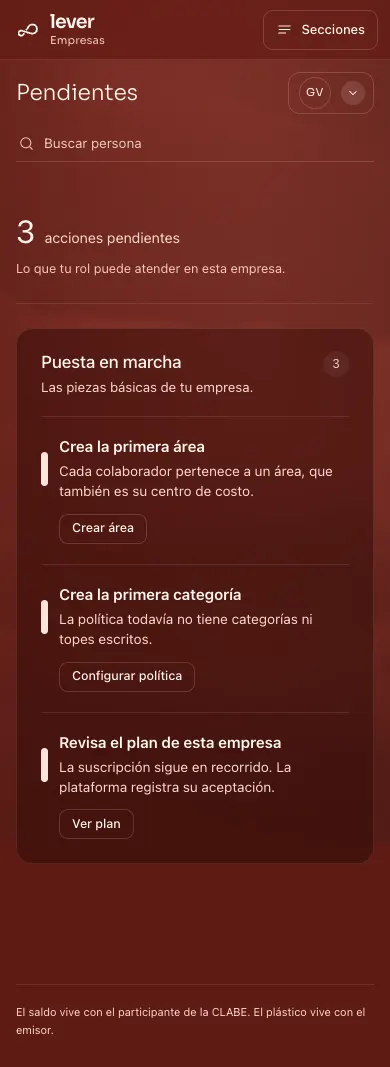 lever
Empresas
Secciones
Pendientes
GV
Buscar persona
3 acciones pendientes
Lo que tu rol puede atender en esta empresa.
Puesta en marcha
3
Las piezas básicas de tu empresa.
Crea la primera área
Cada colaborador pertenece a un área, que
también es su centro de costo.
Crear área
Crea la primera categoría
La política todavía no tiene categorías ni
topes escritos.
Configurar política
Revisa el plan de esta empresa
La suscripción sigue en recorrido. La
plataforma registra su aceptación.
Ver plan
El saldo vive con el participante de la CLABE. El plástico vive con el
emisor.